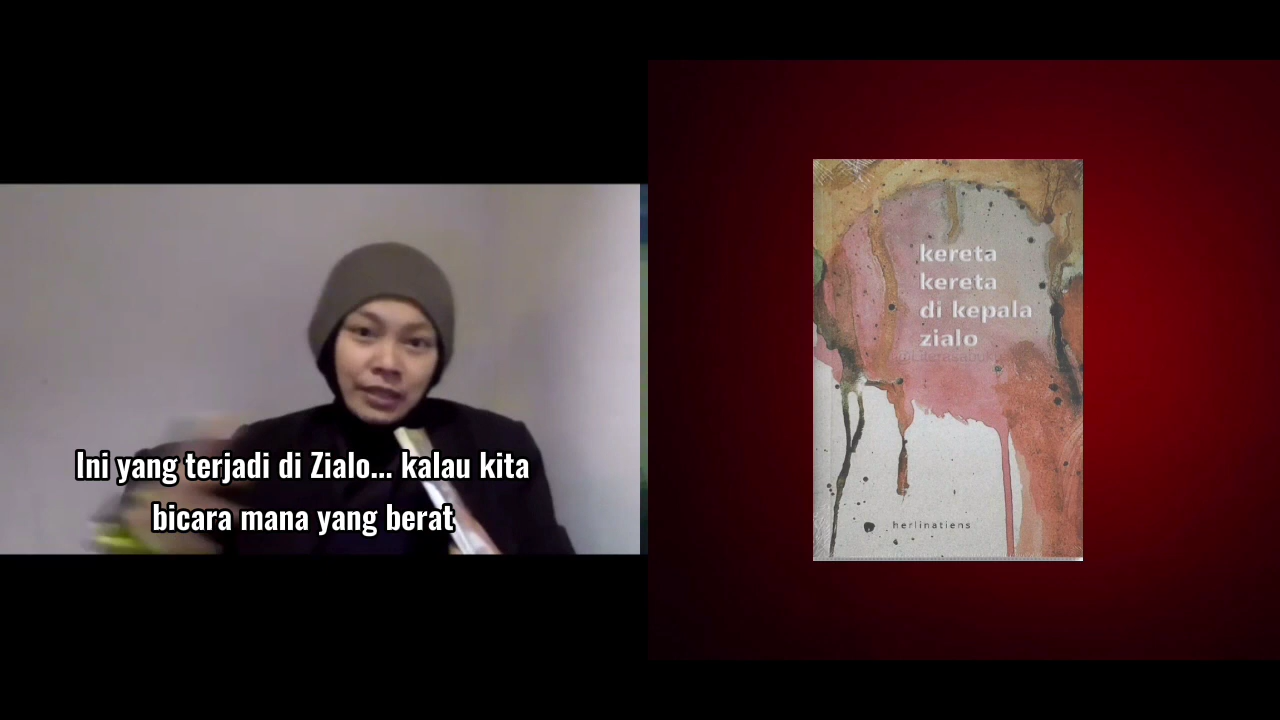 Ini yang terjadi di Zialo... kalau kita
bicara mana yang berat
kereta
kereta
di kepala
zialo
herlinatiens